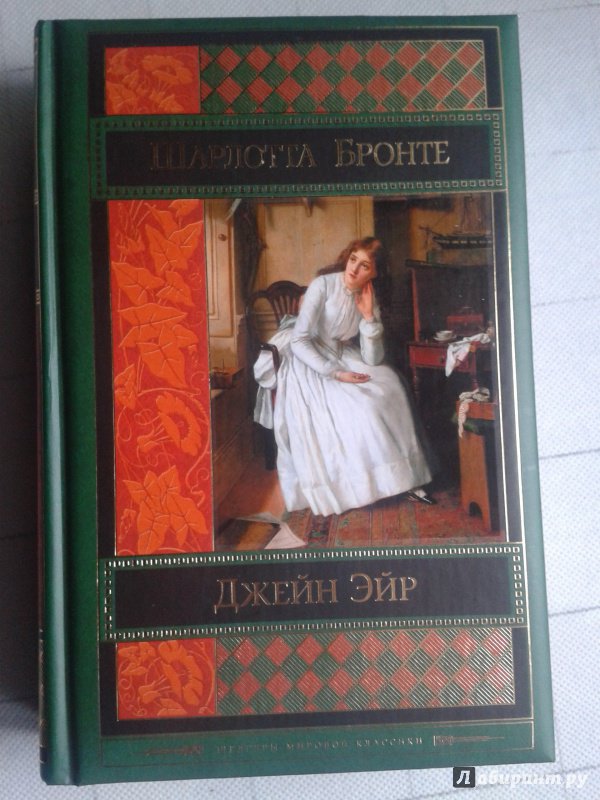 Шарлотта Бронте
Джейн Эйр
Шедевры мировой классики
Лабиринт.ру